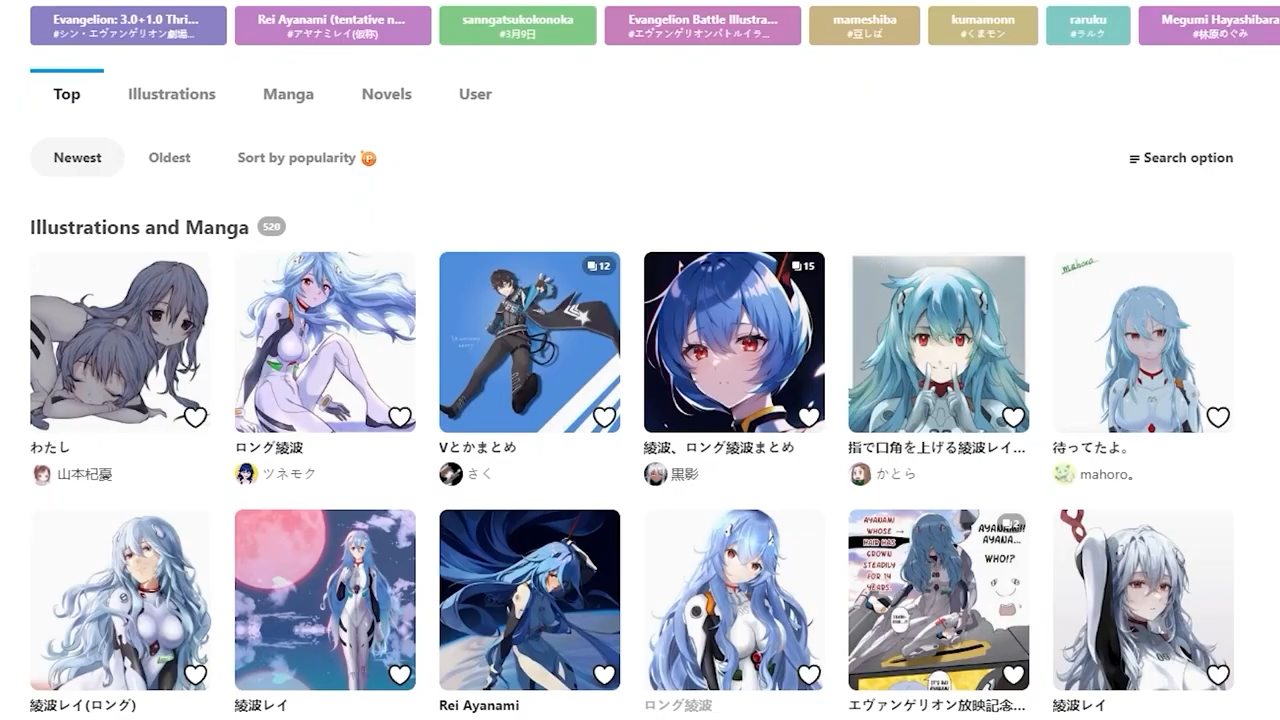 Evangelion: 3.0+1.0 Thri...
#シン・エヴァンゲリオン劇場...
Rei Ayanami (tentative n...
#アヤナミレイ(仮称)
sanngatsukokonoka
#3月9日
Evangelion Battle Illustra...
#エヴァンゲリオンバトルイラ...
mameshiba
#豆しば
kumamonn
#くまモン
raruku
#ラルク
Megumi Hayashibara
#林原めぐみ
Top Illustrations Manga Novels User
Newest Oldest Sort by popularity P Search option
Illustrations and Manga 520
12
15
mahoro
わたし
ロング綾波
Vとかまとめ
綾波、ロング綾波まとめ
指で口角を上げる綾波レイ...
待ってたよ。
山本杞憂
ツネモク
さく
黒影
かとら
mahoro。
AYANAMI
WHOSE →
HAIR HAS
GROWN
STEADILY
FOR 14
YEARS
2
AYANAMI!!
AYANA...
WHO!?
綾波レイ(ロング)
綾波レイ
Rei Ayanami
ロング綾波
エヴァンゲリオン放映記念...
綾波レイ